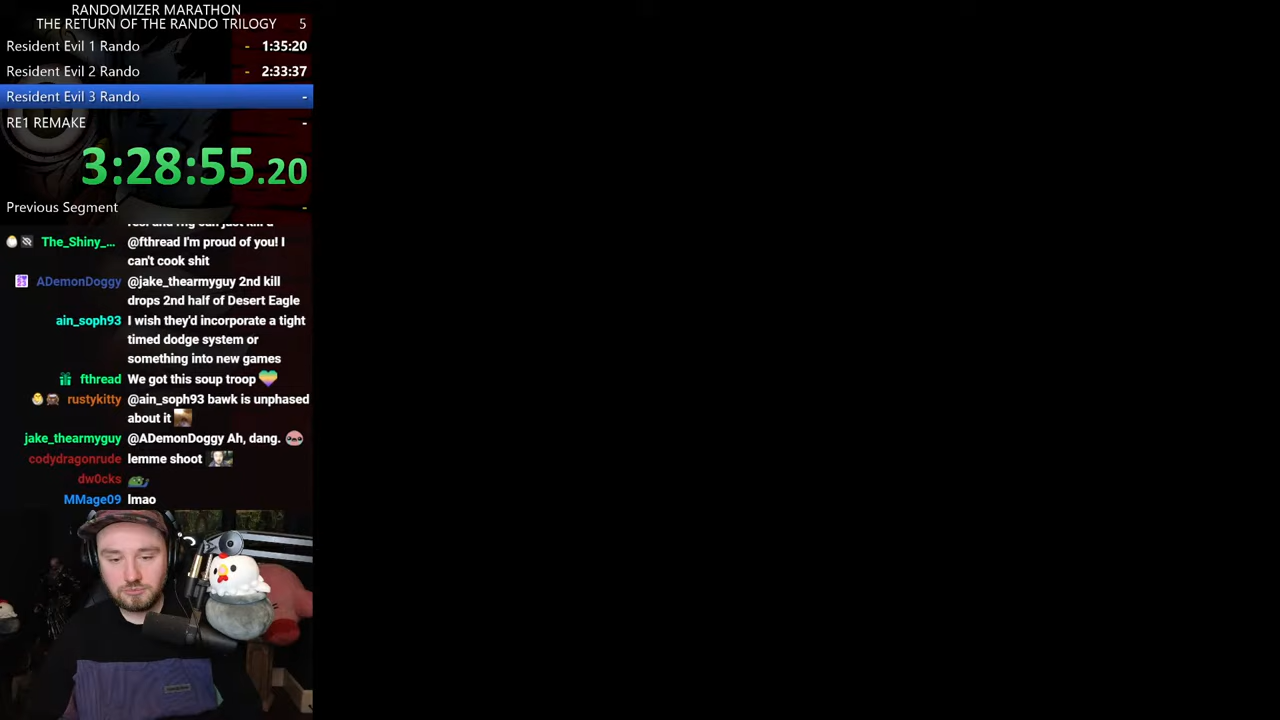 RANDOMIZER MARATHON
THE RETURN OF THE RANDO TRILOGY 5
Resident Evil 1 Rando - 1:35:20
Resident Evil 2 Rando - 2:33:37
Resident Evil 3 Rando -
RE1 REMAKE -
3:28:55.20
Previous Segment -
The_Shiny_... @fthread I'm proud of you! I
can't cook shit
ADemonDoggy @jake_thearmyguy 2nd kill
drops 2nd half of Desert Eagle
ain_soph93 I wish they'd incorporate a tight
timed dodge system or
something into new games
fthread We got this soup troop
rustykitty @ain_soph93 bawk is unphased
about it
jake_thearmyguy @ADemonDoggy Ah, dang.
codydragonrude lemme shoot
dw0cks
MMage09 lmao